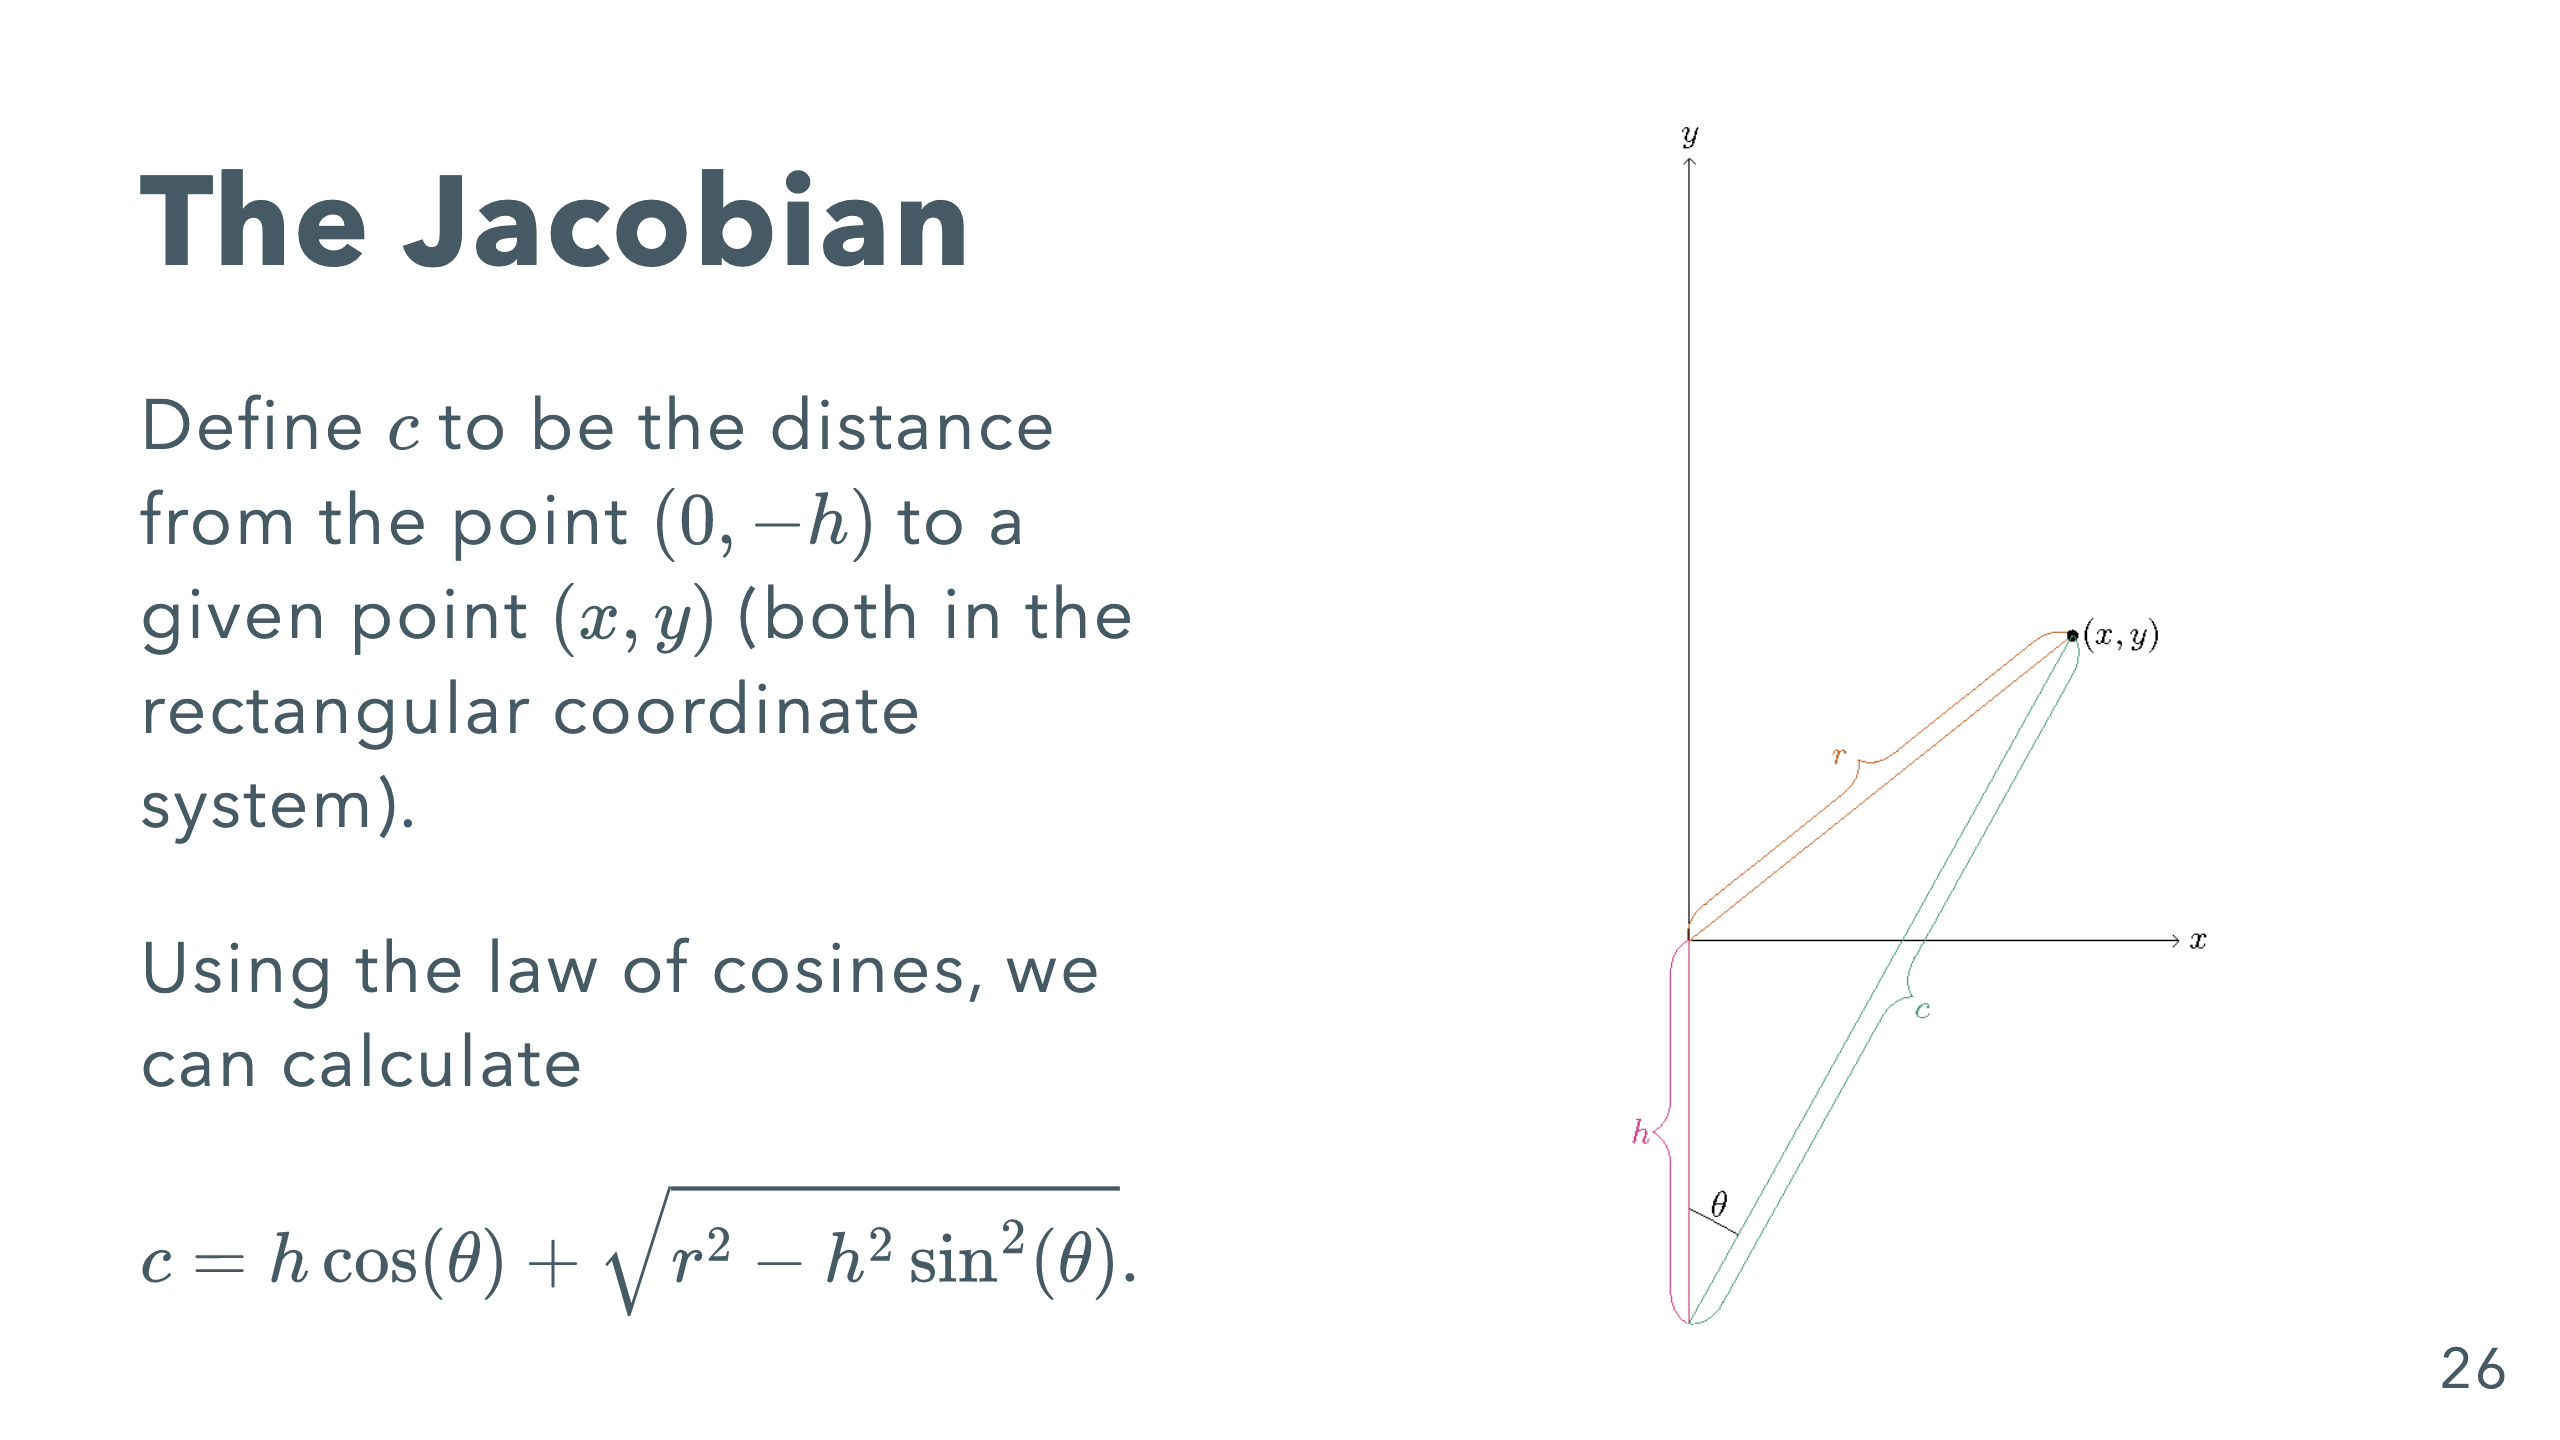 The Jacobian
Define c to be the distance
from the point (0, −h) to a
given point (x, y) (both in the
rectangular coordinate
system).
Using the law of cosines, we
can calculate
c = h cos(θ) + √(r² − h² sin²(θ)).
y
(x, y)
r
x
c
h
θ
26